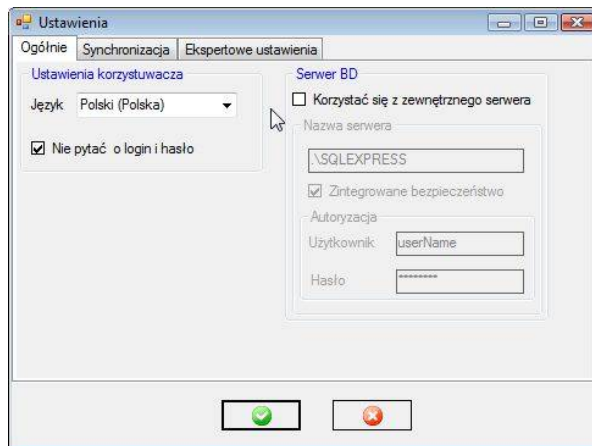 Ustawienia
Ogólnie Synchronizacja Ekspertowe ustawienia
Ustawienia korzystuwacza
Język Polski (Polska)
Nie pytać o login i hasło
Serwer BD
Korzystać się z zewnętrznego serwera
Nazwa serwera
.\SQLEXPRESS
Zintegrowane bezpieczeństwo
Autoryzacja
Użytkownik userName
Hasło ********